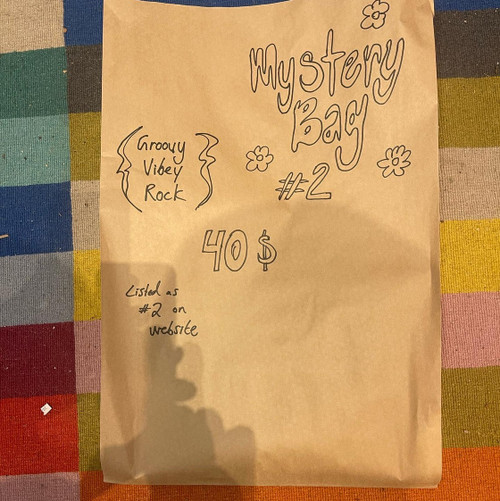 Mystery
Bag
#2
{Groovy
Vibey
Rock}
40$
Listed as
#2 on
website